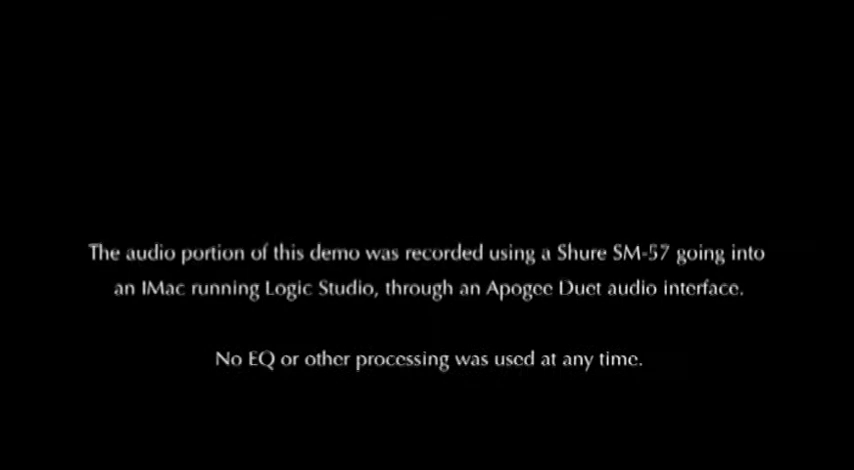 The audio portion of this demo was recorded using a Shure SM-57 going into
an IMac running Logic Studio, through an Apogee Duet audio interface.
No EQ or other processing was used at any time.